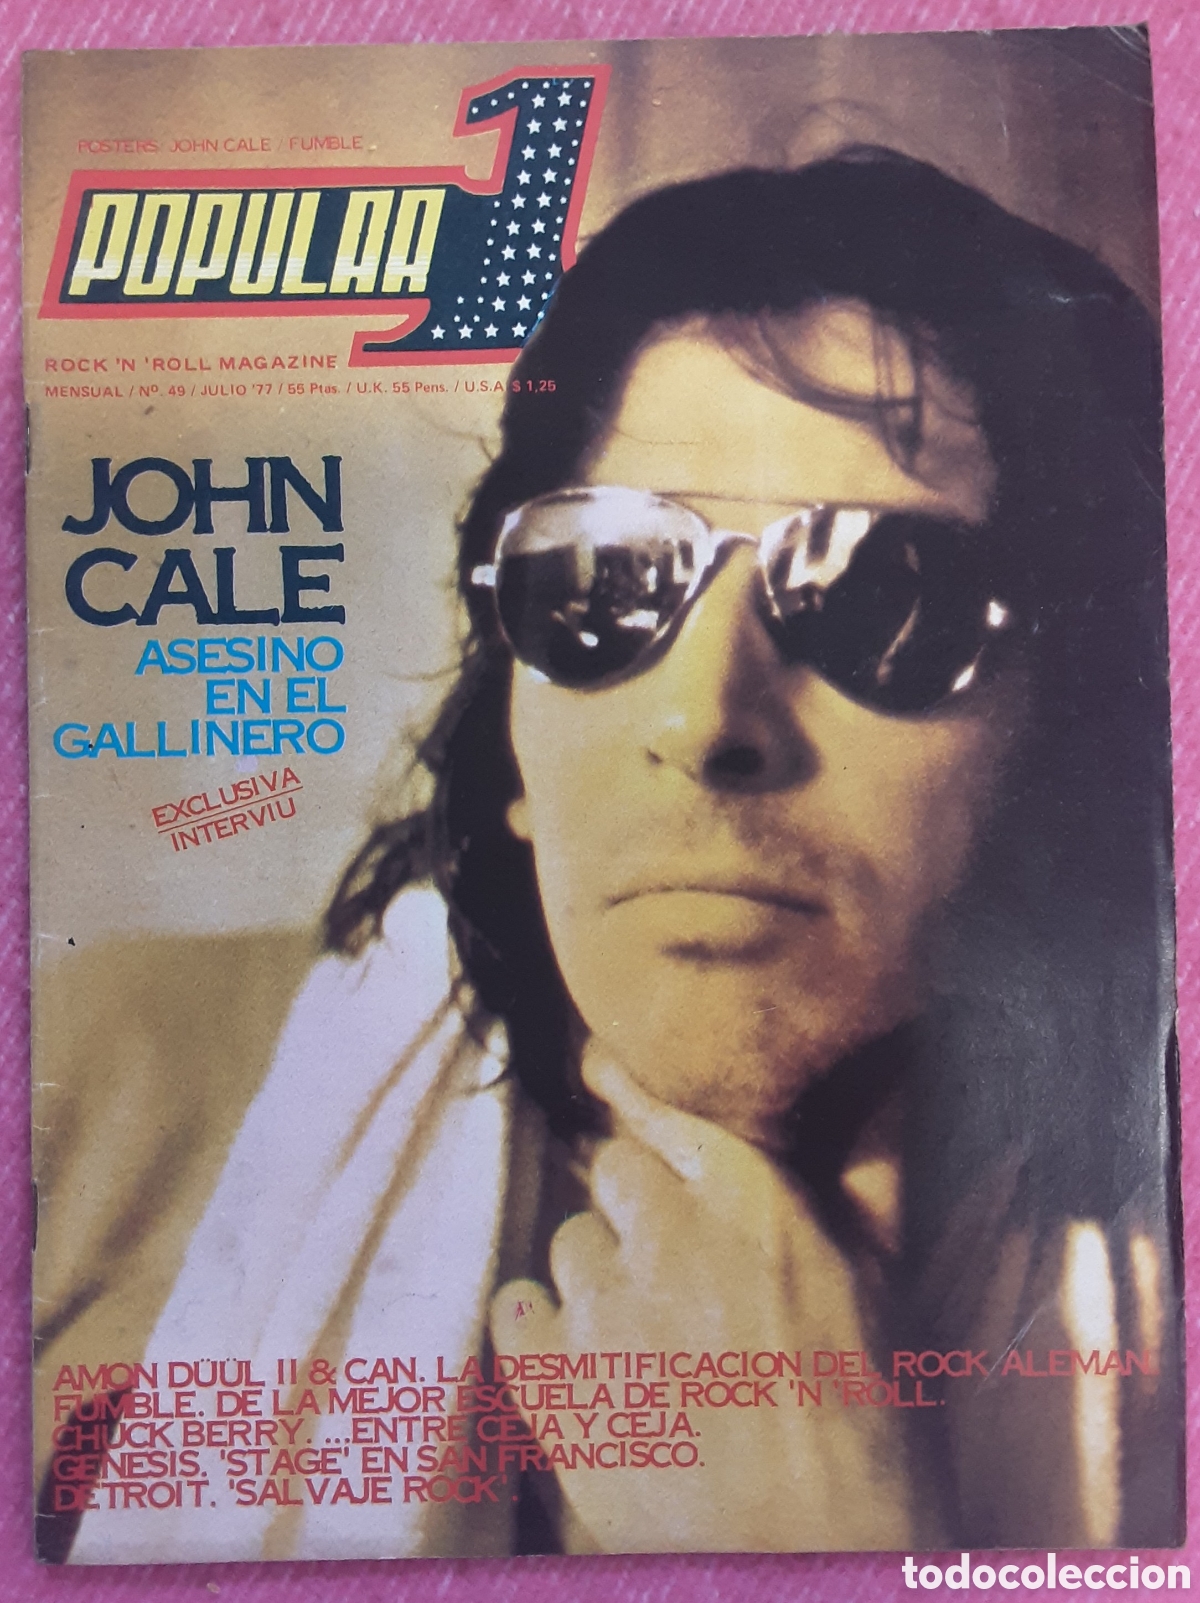 POSTERS: JOHN CALE / FUMBLE
POPULAR 1
ROCK 'N 'ROLL MAGAZINE
MENSUAL / Nº. 49 / JULIO '77 / 55 Ptas. / U.K. 55 Pens. / U.S.A. $ 1,25
JOHN
CALE
ASESINO
EN EL
GALLINERO
EXCLUSIVA
INTERVIU
AMON DÜÜL II & CAN. LA DESMITIFICACION DEL ROCK ALEMAN.
FUMBLE. DE LA MEJOR ESCUELA DE ROCK 'N 'ROLL.
CHUCK BERRY. ...ENTRE CEJA Y CEJA.
GENESIS. 'STAGE' EN SAN FRANCISCO.
DETROIT. 'SALVAJE ROCK'.
todocoleccion